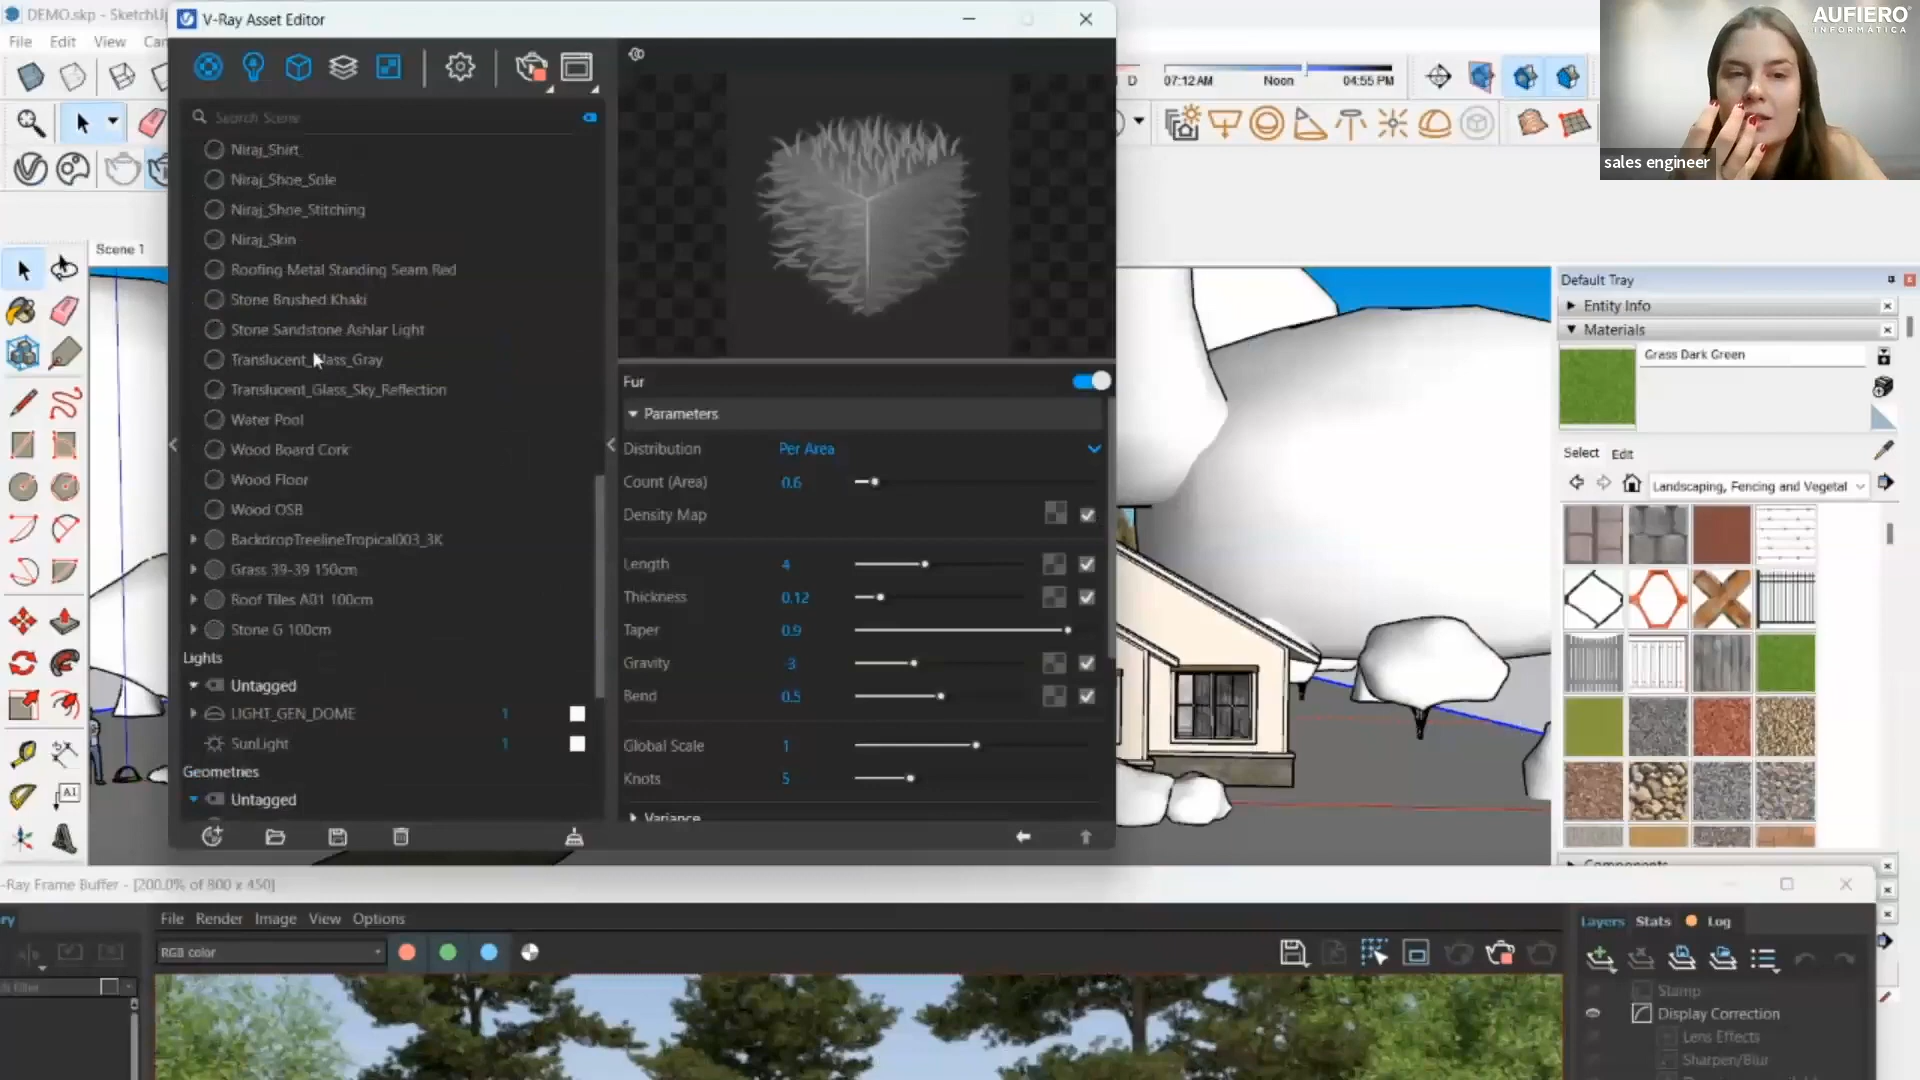 DEMO.skp - SketchUp
File Edit View Can
V-Ray Asset Editor
AUFIERO
INFORMATICA
sales engineer
D
07:12 AM Noon 04:55 PM
Search Scene
Scene 1
Niraj_Shirt
Niraj_Shoe_Sole
Niraj_Shoe_Stitching
Niraj_Skin
Roofing Metal Standing Seam Red
Stone Brushed Khaki
Stone Sandstone Ashlar Light
Translucent_Glass_Gray
Translucent_Glass_Sky_Reflection
Water Pool
Wood Board Cork
Wood Floor
Wood OSB
BackdropTreelineTropical003_3K
Grass 39-39 150cm
Roof Tiles A01 100cm
Stone G 100cm
Lights
Untagged
LIGHT_GEN_DOME 1
SunLight 1
Geometries
Untagged
Fur
Parameters
Distribution Per Area
Count (Area) 0.6
Density Map
Length 4
Thickness 0.12
Taper 0.9
Gravity -3
Bend 0.5
Global Scale 1
Knots 5
Variance
Default Tray
Entity Info
Materials
Grass Dark Green
Select Edit
Landscaping, Fencing and Vegetal
Components
A1
-Ray Frame Buffer - [200.0% of 800 x 450]
ry
File Render Image View Options
RGB color
Layers Stats Log
Stamp
Display Correction
Lens Effects
Sharpen/Blur